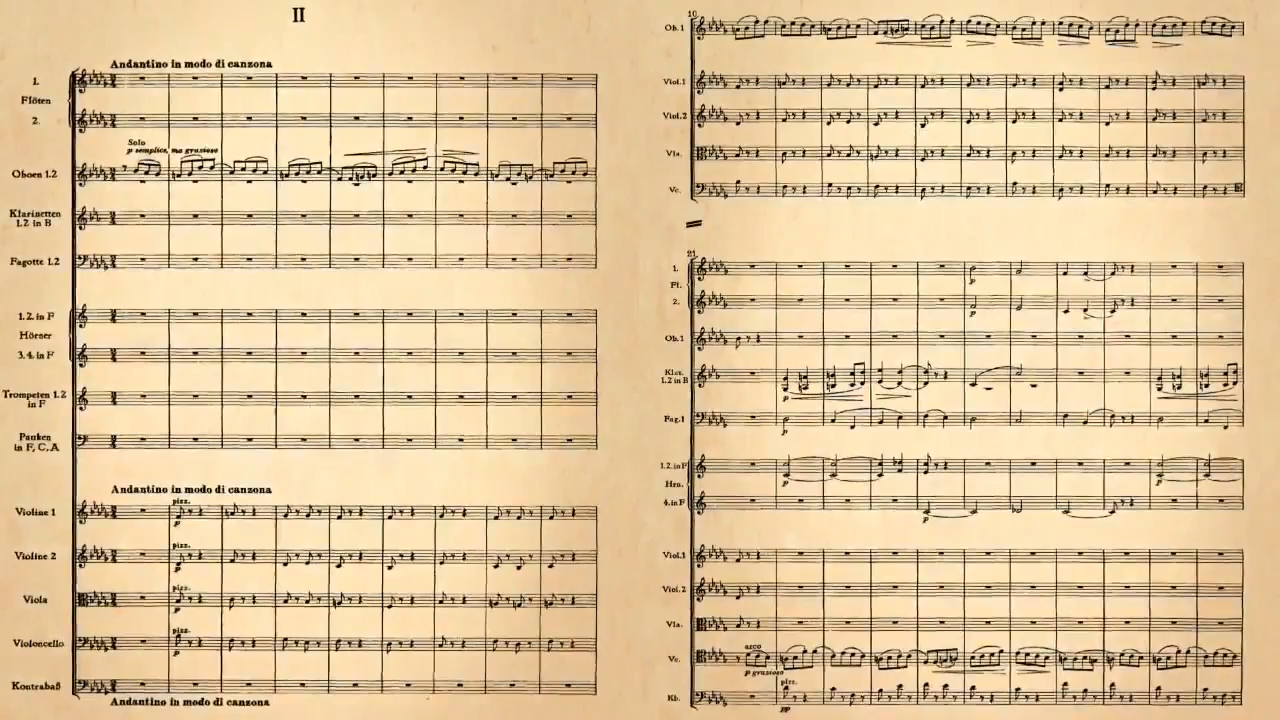 II
Andantino in modo di canzona
1.
Flöten
2.
Solo
p semplice, ma grazioso
Oboen 1.2
Klarinetten
1.2 in B
Fagotte 1.2
1.2. in F
Hörner
3.4. in F
Trompeten 1.2
in F
Pauken
in F, C, A
Andantino in modo di canzona
pizz.
Violine 1
p
pizz.
Violine 2
p
pizz.
Viola
p
pizz.
Violoncello
p
Kontrabaß
Andantino in modo di canzona
10
Ob.1
Viol.1
Viol.2
Vla.
Vc.
21
1.
Fl.
p
2.
p
Ob.1
Klar.
1.2 in B
p
Fag.1
p
1.2. in F
p
p
Hrn.
4. in F
p
Viol.1
Viol.2
Vla.
arco
Vc.
p grazioso
pizz.
Kb.
pp